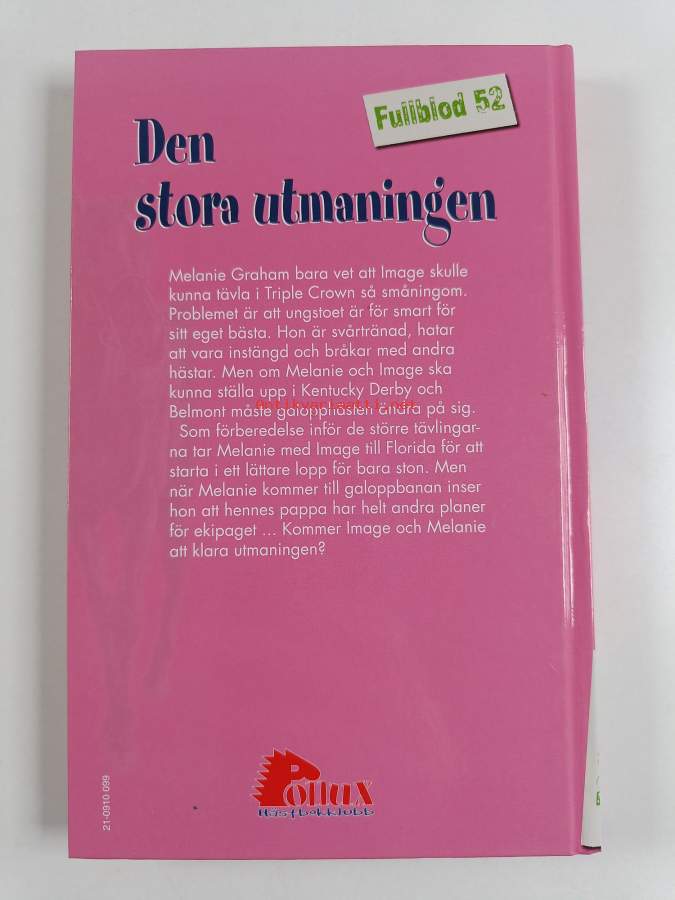 Fullblod 52
Den
stora utmaningen
Melanie Graham bara vet att Image skulle
kunna tävla i Triple Crown så småningom.
Problemet är att ungstoet är för smart för
sitt eget bästa. Hon är svårtränad, hatar
att vara instängd och bråkar med andra
hästar. Men om Melanie och Image ska
kunna ställa upp i Kentucky Derby och
Belmont måste galopphästen ändra på sig.
Som förberedelse inför de större tävlingar-
na tar Melanie med Image till Florida för att
starta i ett lättare lopp för bara ston. Men
när Melanie kommer till galoppbanan inser
hon att hennes pappa har helt andra planer
för ekipaget ... Kommer Image och Melanie
att klara utmaningen?
Antikvariaatti.net
Pollux
Hästbokklubb
21-0910 099